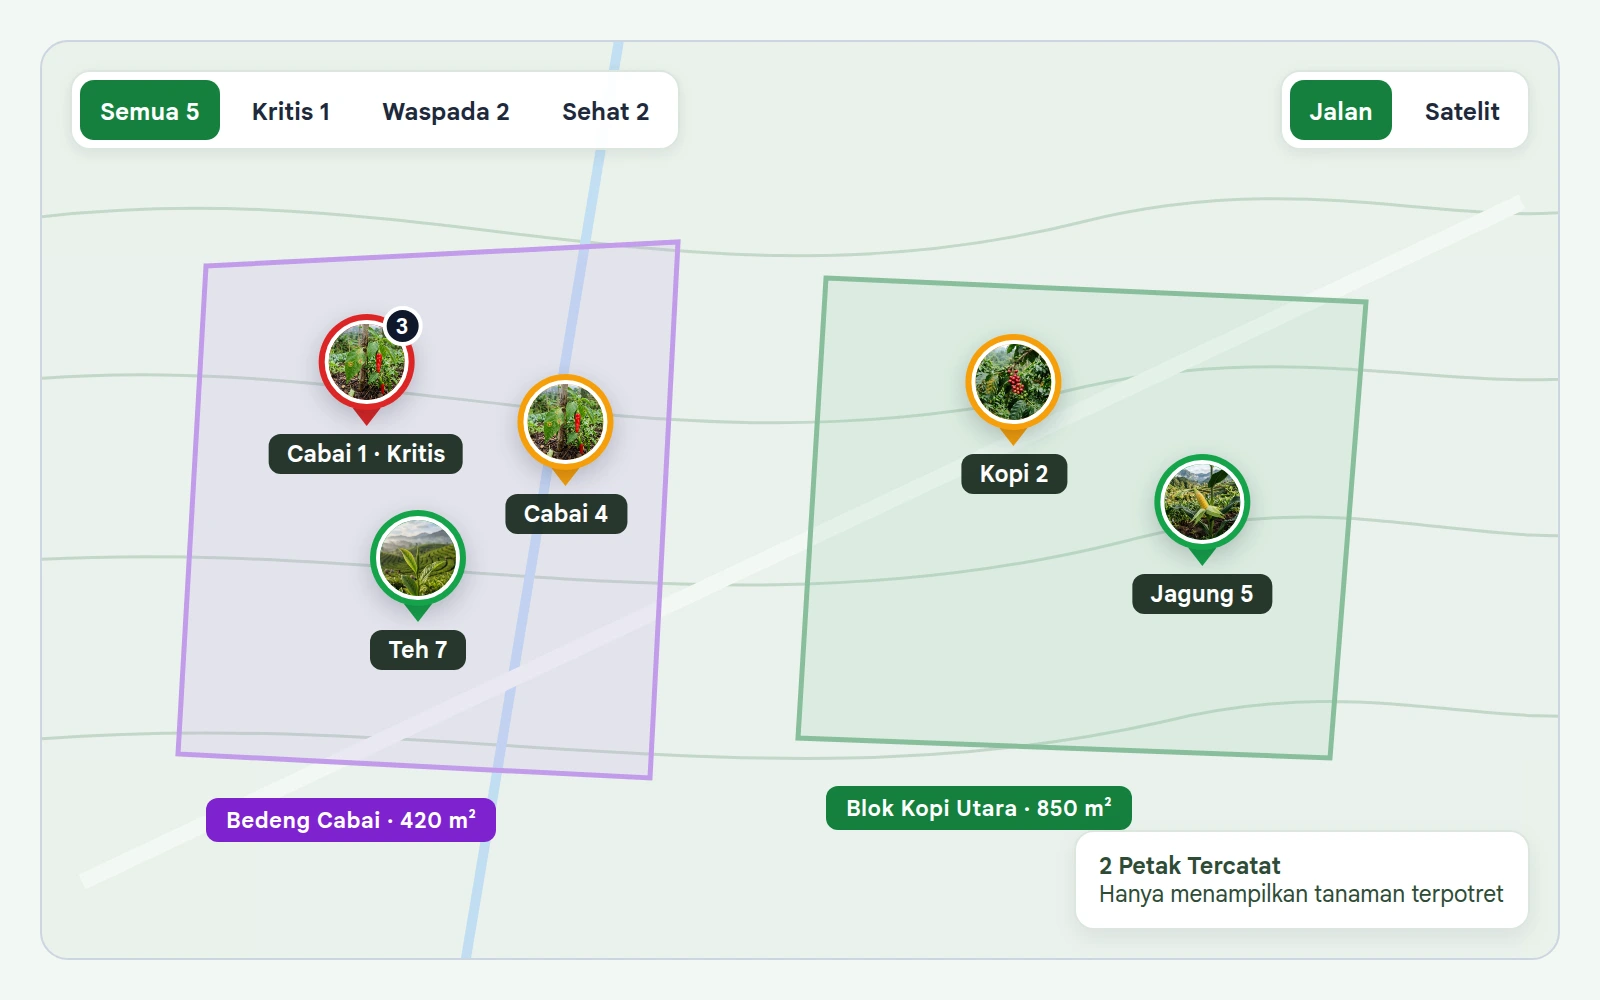 Semua 5
Kritis 1
Waspada 2
Sehat 2
Jalan
Satelit
3
Cabai 1 · Kritis
Cabai 4
Kopi 2
Jagung 5
Teh 7
Bedeng Cabai · 420 m²
Blok Kopi Utara · 850 m²
2 Petak Tercatat
Hanya menampilkan tanaman terpotret